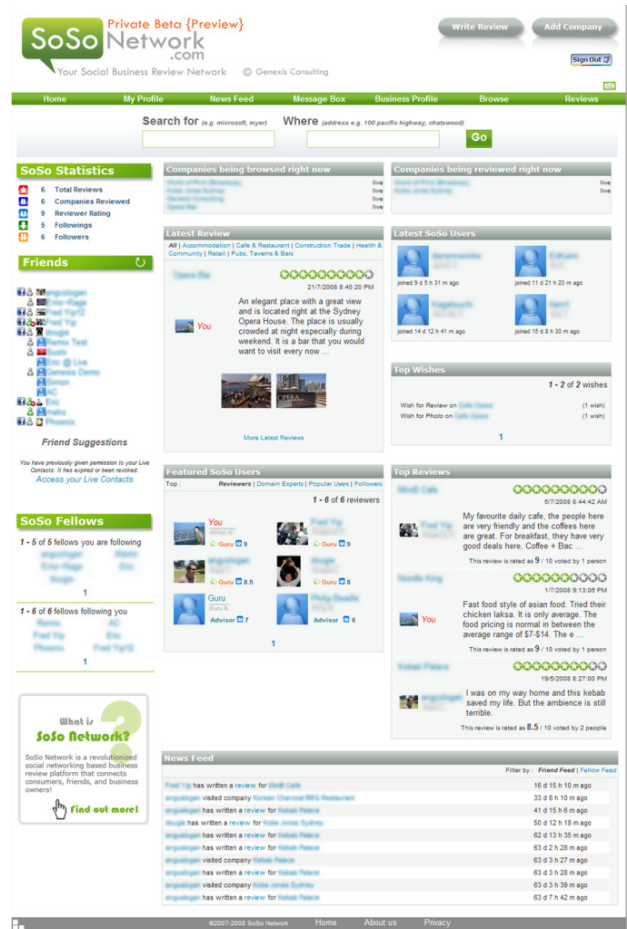 Private Beta {Preview}
SoSo Network
.com
Your Social Business Review Network © Genexis Consulting
Write Review
Add Company
Sign Out
Home My Profile News Feed Message Box Business Profile Browse Reviews
Search for (e.g. microsoft, myer) Where (address e.g. 100 pacific highway, chatswood)
Go
SoSo Statistics
6 Total Reviews
6 Companies Reviewed
9 Reviewer Rating
5 Followings
6 Followers
Friends
Friend Suggestions
You have previously given permission to your Live
Contacts. It has expired or been revoked.
Access your Live Contacts
SoSo Fellows
1 - 5 of 5 fellows you are following
1
1 - 6 of 6 fellows following you
1
What is
SoSo Network?
SoSo Network is a revolutionized
social networking based business
review platform that connects
consumers, friends, and business
owners!
Find out more!
Companies being browsed right now
live
live
live
live
Companies being reviewed right now
live
live
Latest Review
All | Accommodation | Cafe & Restaurant | Construction Trade | Health &
Community | Retail | Pubs, Taverns & Bars
Opera Bar
21/7/2008 8:40:20 PM
You
An elegant place with a great view
and is located right at the Sydney
Opera House. The place is usually
crowded at night especially during
weekend. It is a bar that you would
want to visit every now ...
More Latest Reviews
Latest SoSo Users
joined 9 d 5 h 31 m ago
joined 11 d 21 h 20 m ago
joined 14 d 12 h 41 m ago
joined 15 d 8 h 30 m ago
Top Wishes
1 - 2 of 2 wishes
Wish for Review on (1 wish)
Wish for Photo on (1 wish)
1
Featured SoSo Users
Top : Reviewers | Domain Experts | Popular Users | Followers
1 - 6 of 6 reviewers
You
Guru 9
Guru 9
Guru 8.5
Guru 8
Guru
Advisor 7
Advisor 6
1
Top Reviews
5/7/2008 8:44:42 AM
My favourite daily cafe, the people here
are very friendly and the coffees here
are great. For breakfast, they have very
good deals here, Coffee + Bac ...
This review is rated as 9 / 10 voted by 1 person
Noodle King
1/7/2008 9:13:05 PM
You
Fast food style of asian food. Tried their
chicken laksa. It is only average. The
food pricing is normal in between the
average range of $7-$14. The e ...
This review is rated as 9 / 10 voted by 1 person
Kebab Palace
19/5/2008 8:27:00 PM
I was on my way home and this kebab
saved my life. But the ambience is still
terrible.
This review is rated as 8.5 / 10 voted by 2 people
News Feed
Filter by : Friend Feed | Fellow Feed
has written a review for 16 d 15 h 10 m ago
visited company 33 d 8 h 10 m ago
has written a review for 41 d 15 h 6 m ago
has written a review for 50 d 12 h 18 m ago
has written a review for 62 d 13 h 35 m ago
has written a review for 63 d 2 h 28 m ago
visited company 63 d 3 h 27 m ago
has written a review for 63 d 3 h 28 m ago
visited company 63 d 3 h 39 m ago
has written a review for 63 d 7 h 42 m ago
©2007-2008 SoSo Network Home About us Privacy